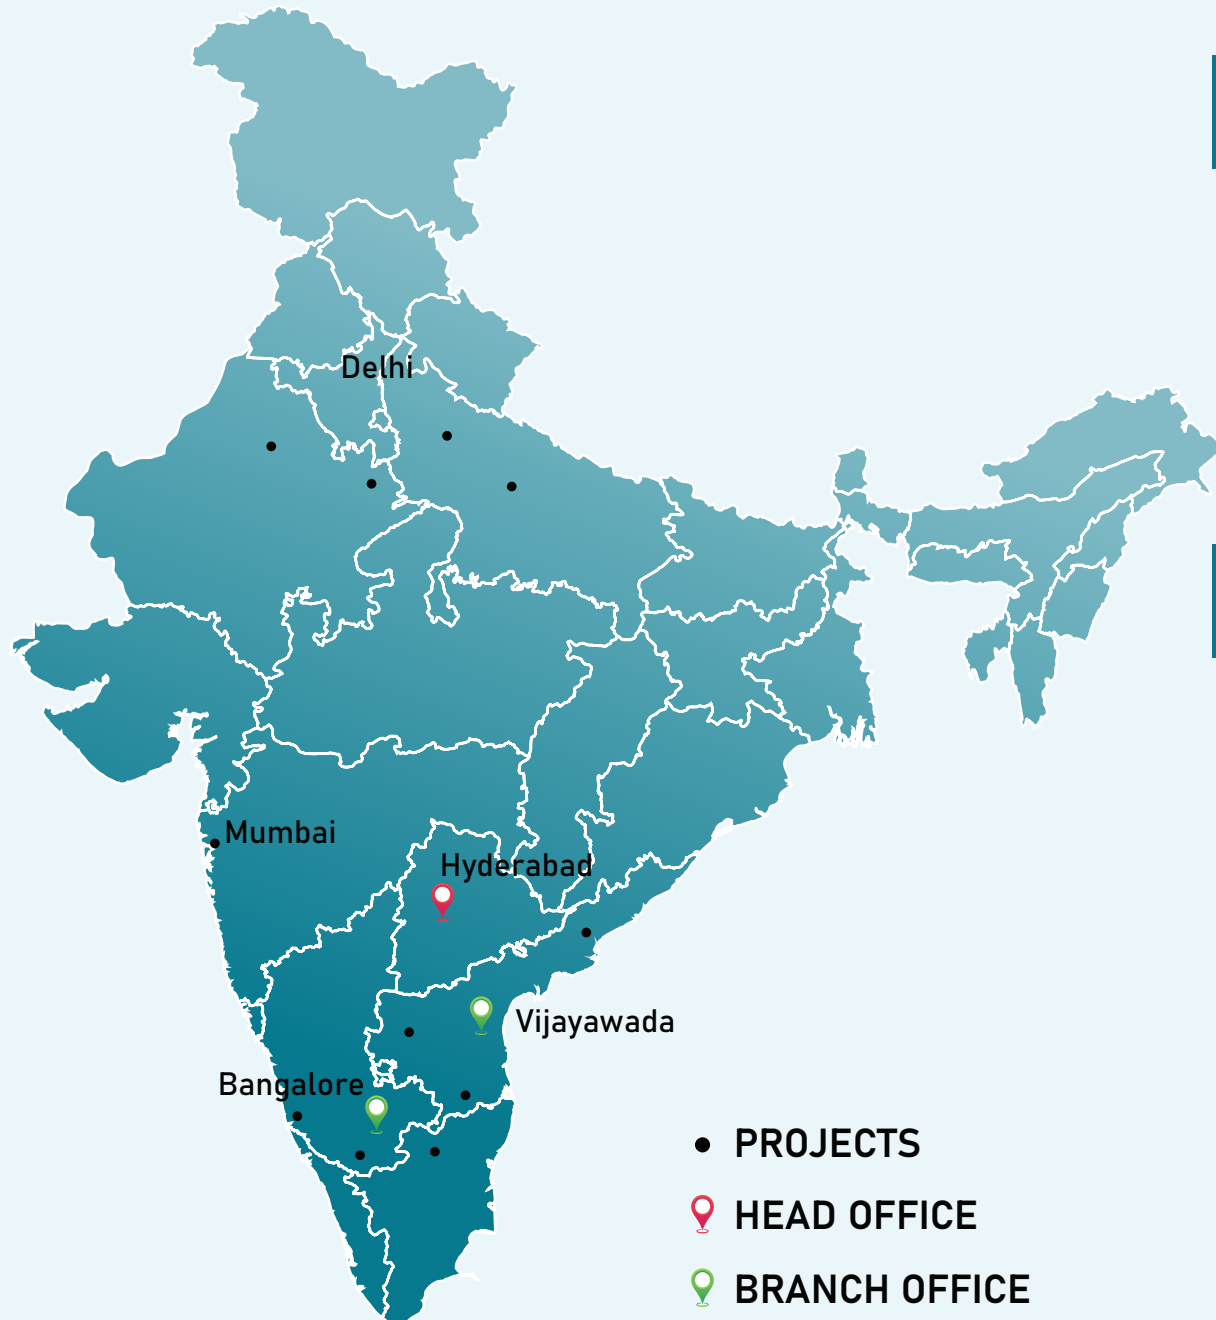 Delhi
Mumbai
Hyderabad
Vijayawada
Bangalore
PROJECTS
HEAD OFFICE
BRANCH OFFICE